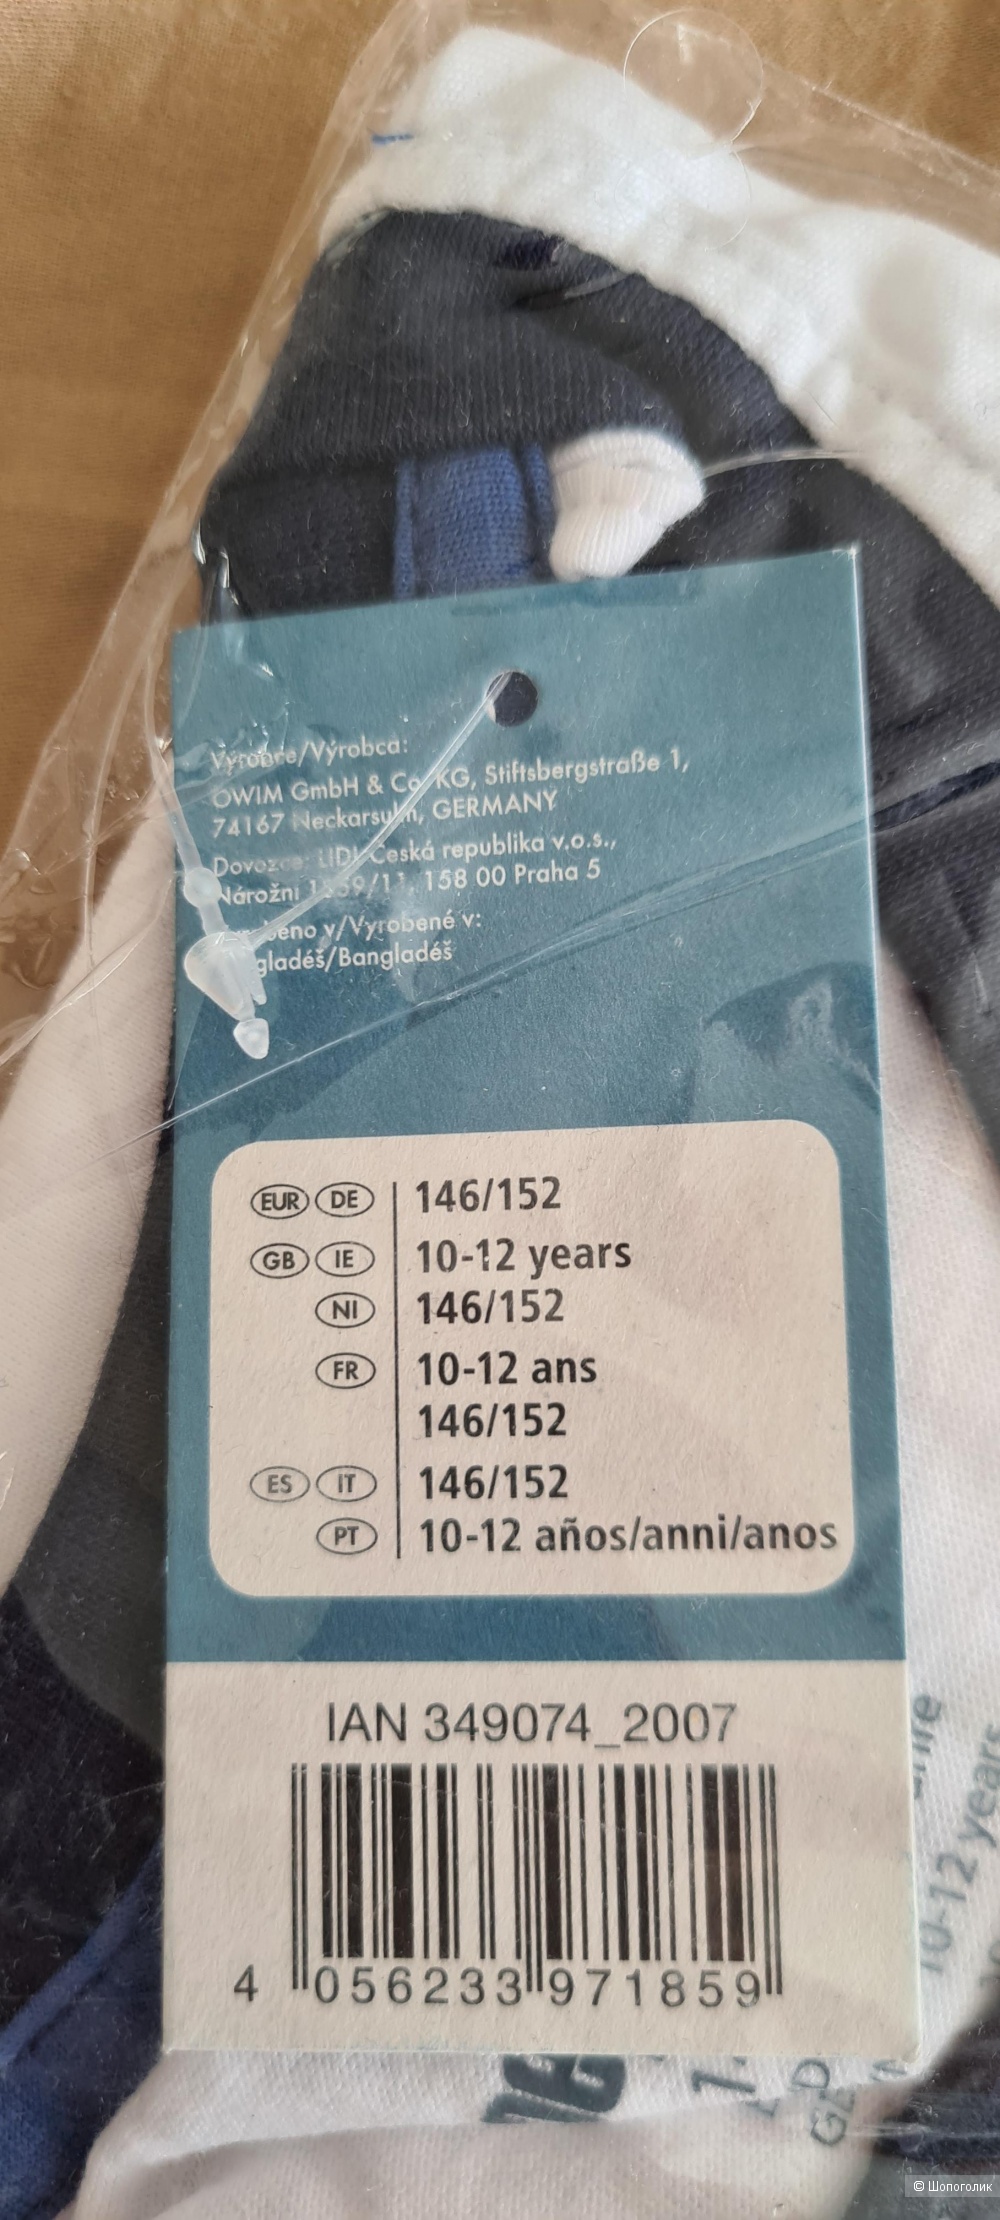 Výrobce/Výrobca:
OWIM GmbH & Co. KG, Stiftsbergstraße 1,
74167 Neckarsulm, GERMANY
Dovozce: LIDL Česká republika v.o.s.,
Nárožní 1359/11, 158 00 Praha 5
v/Vyrobené v:
/Bangladéš
EUR DE 146/152
GB IE 10-12 years
NI 146/152
FR 10-12 ans
146/152
ES IT 146/152
PT 10-12 años/anni/anos
IAN 349074_2007
4 056233 971859
10-12 years
© Шопоголик